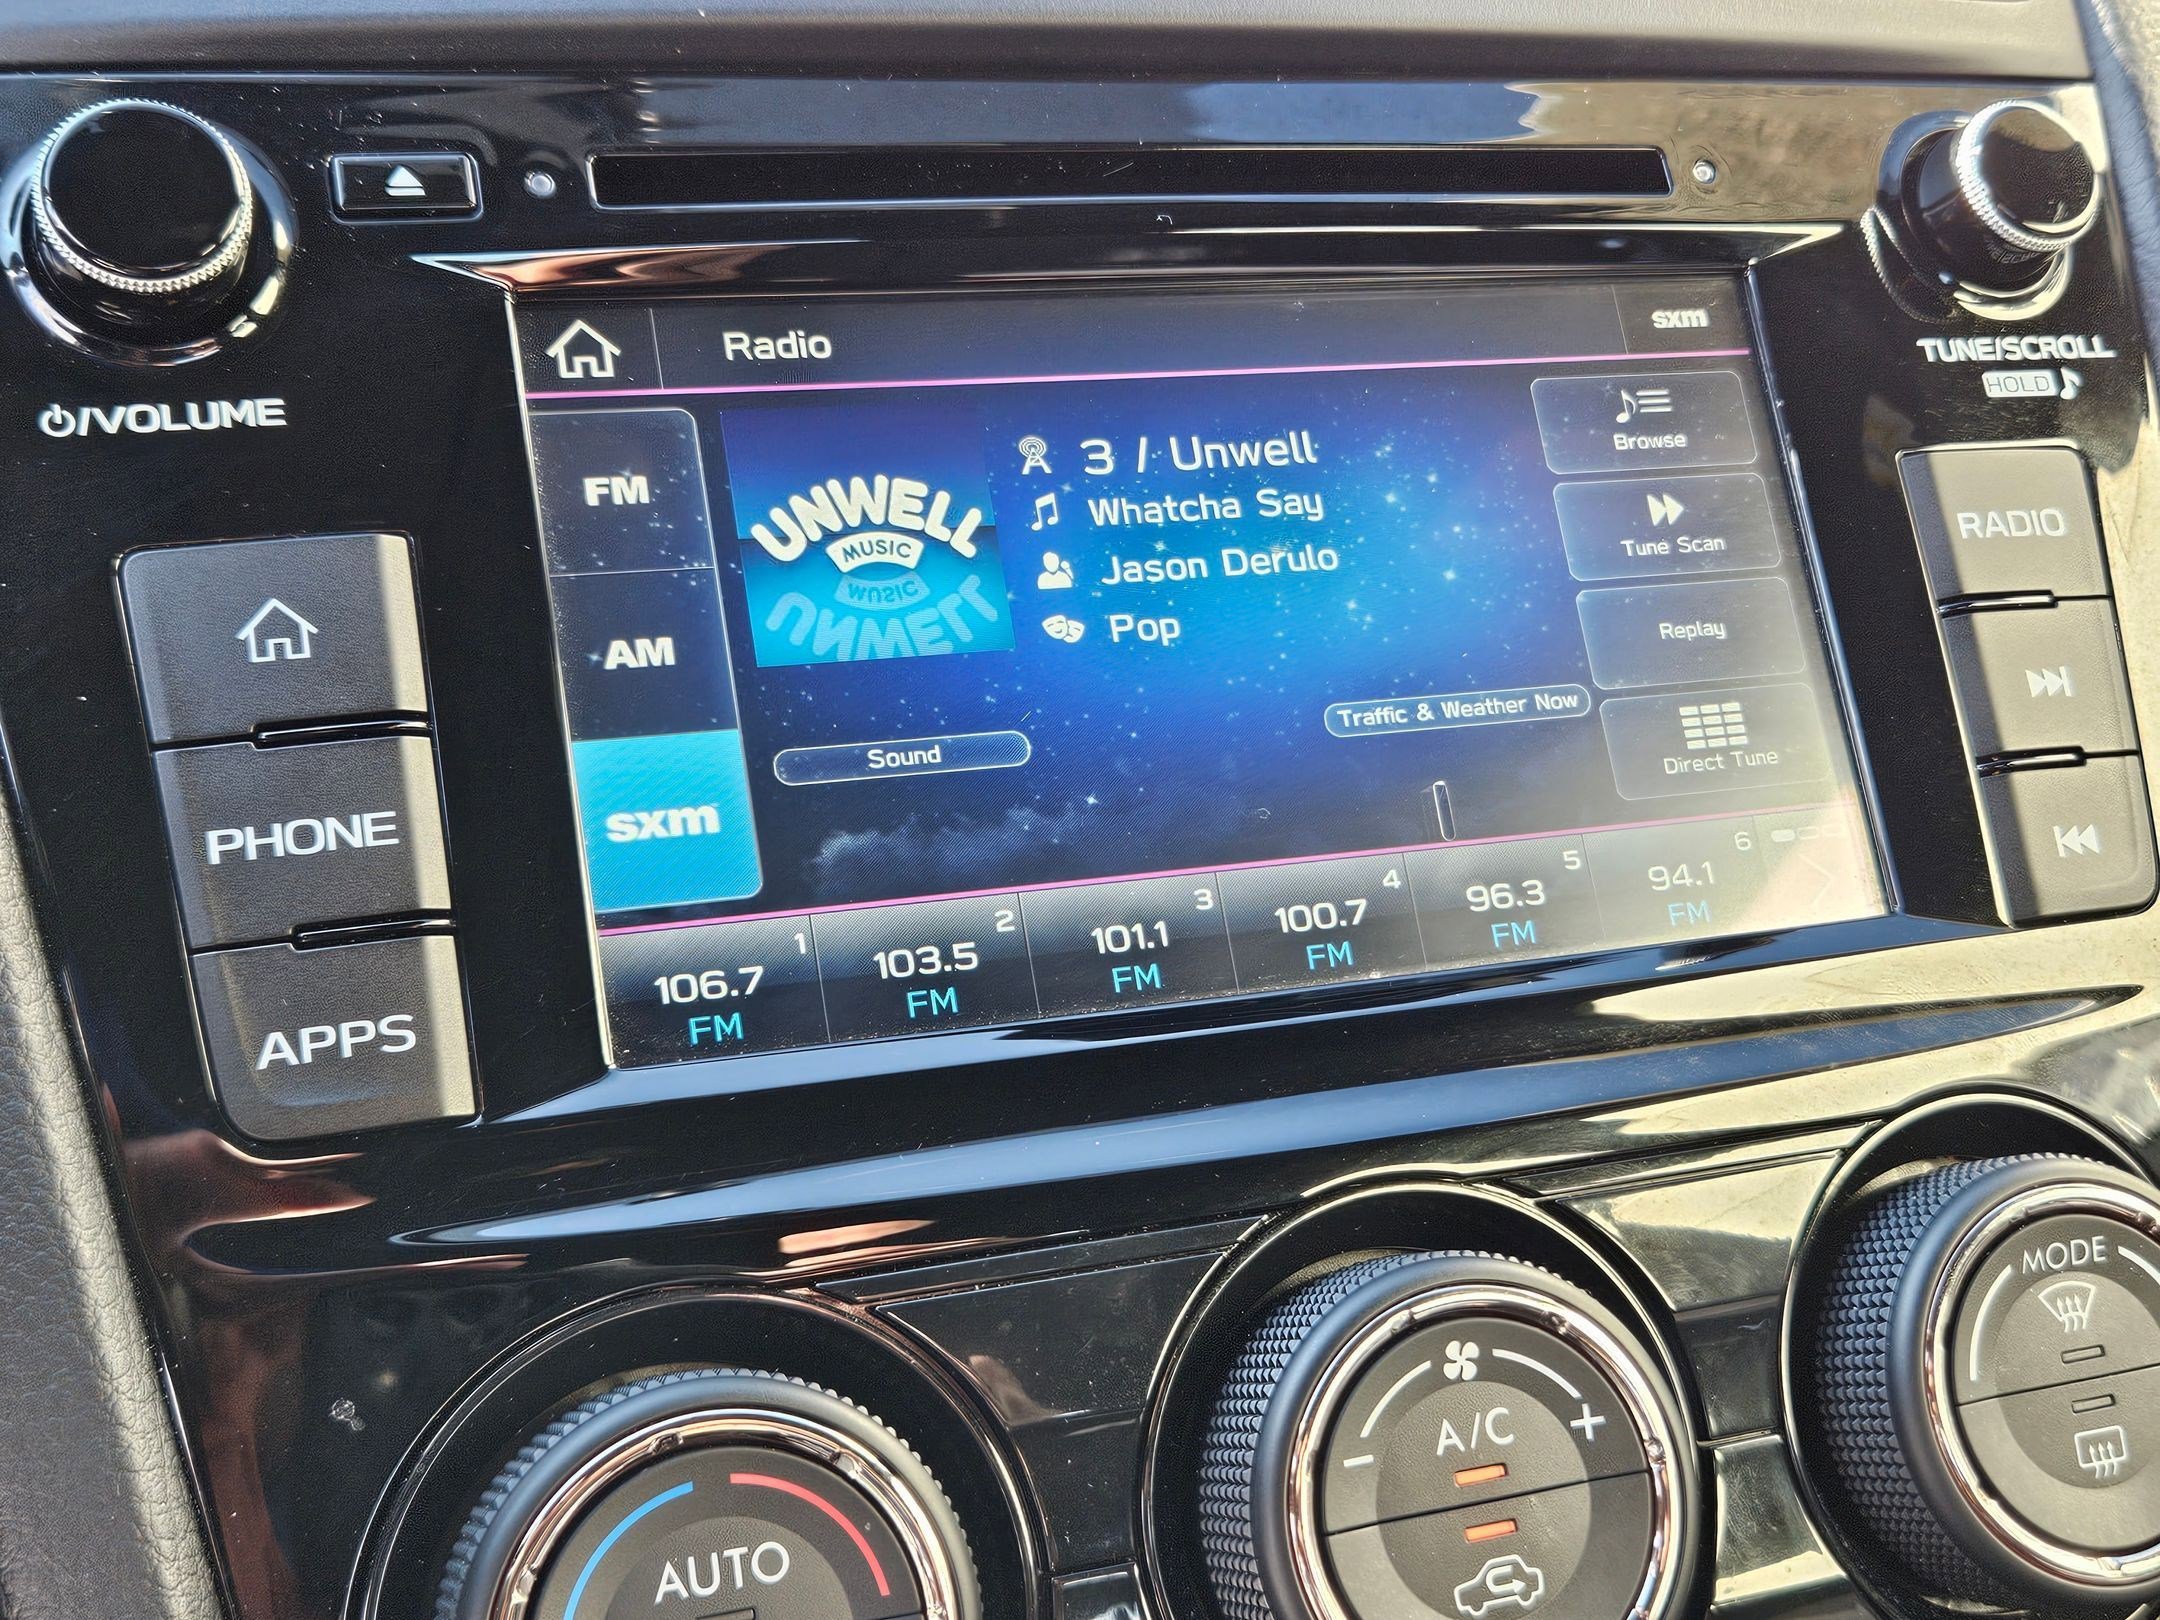 ⏻/VOLUME
TUNE/SCROLL
HOLD♪
PHONE
APPS
RADIO
Radio
sxm
FM
AM
sxm
UNWELL
MUSIC
3 / Unwell
Whatcha Say
Jason Derulo
Pop
Browse
Tune Scan
Replay
Direct Tune
Sound
Traffic & Weather Now
1
106.7
FM
2
103.5
FM
3
101.1
FM
4
100.7
FM
5
96.3
FM
6
94.1
FM
AUTO
A/C
- +
MODE